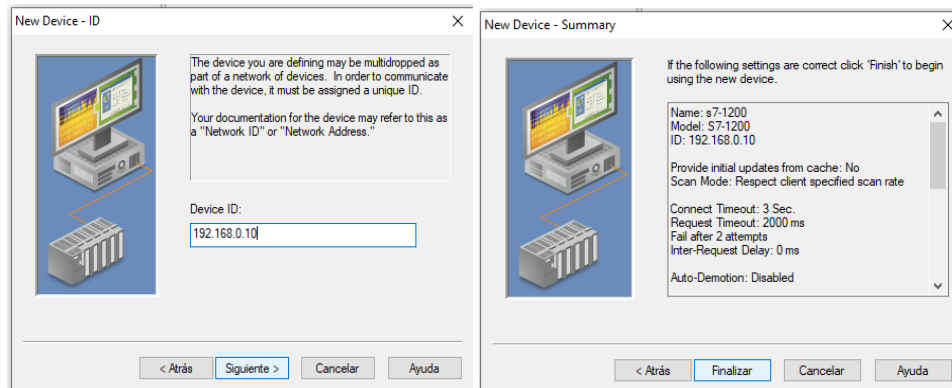 New Device - ID
The device you are defining may be multidropped as
part of a network of devices. In order to communicate
with the device, it must be assigned a unique ID.
Your documentation for the device may refer to this as
a "Network ID" or "Network Address."
Device ID:
192.168.0.10
< Atrás Siguiente > Cancelar Ayuda
New Device - Summary
If the following settings are correct click 'Finish' to begin
using the new device.
Name: s7-1200
Model: S7-1200
ID: 192.168.0.10
Provide initial updates from cache: No
Scan Mode: Respect client specified scan rate
Connect Timeout: 3 Sec.
Request Timeout: 2000 ms
Fail after 2 attempts
Inter-Request Delay: 0 ms
Auto-Demotion: Disabled
< Atrás Finalizar Cancelar Ayuda